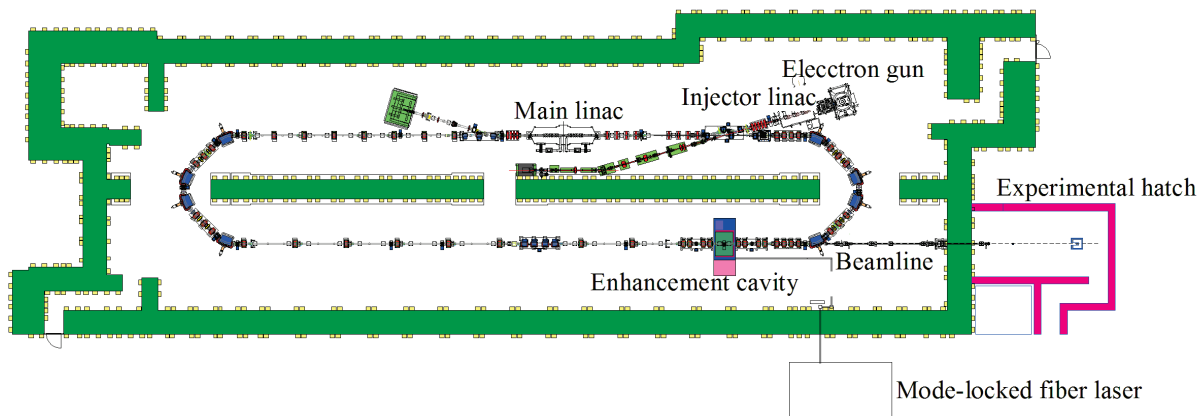 Elecctron gun
Injector linac
Main linac
Experimental hatch
Beamline
Enhancement cavity
Mode-locked fiber laser